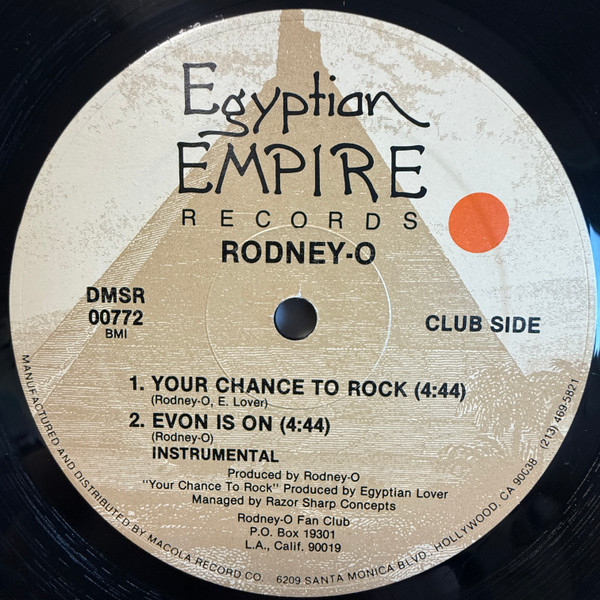 Egyptian
EMPIRE
RECORDS
RODNEY-O
DMSR
00772
BMI
CLUB SIDE
1. YOUR CHANCE TO ROCK (4:44)
(Rodney-O, E. Lover)
2. EVON IS ON (4:44)
(Rodney-O)
INSTRUMENTAL
Produced by Rodney-O
"Your Chance To Rock" Produced by Egyptian Lover
Managed by Razor Sharp Concepts
Rodney-O Fan Club
P.O. Box 19301
L.A., Calif. 90019
MANUFACTURED AND DISTRIBUTED BY MACOLA RECORD CO. 6209 SANTA MONICA BLVD. HOLLYWOOD, CA 90038 (213) 469-5821